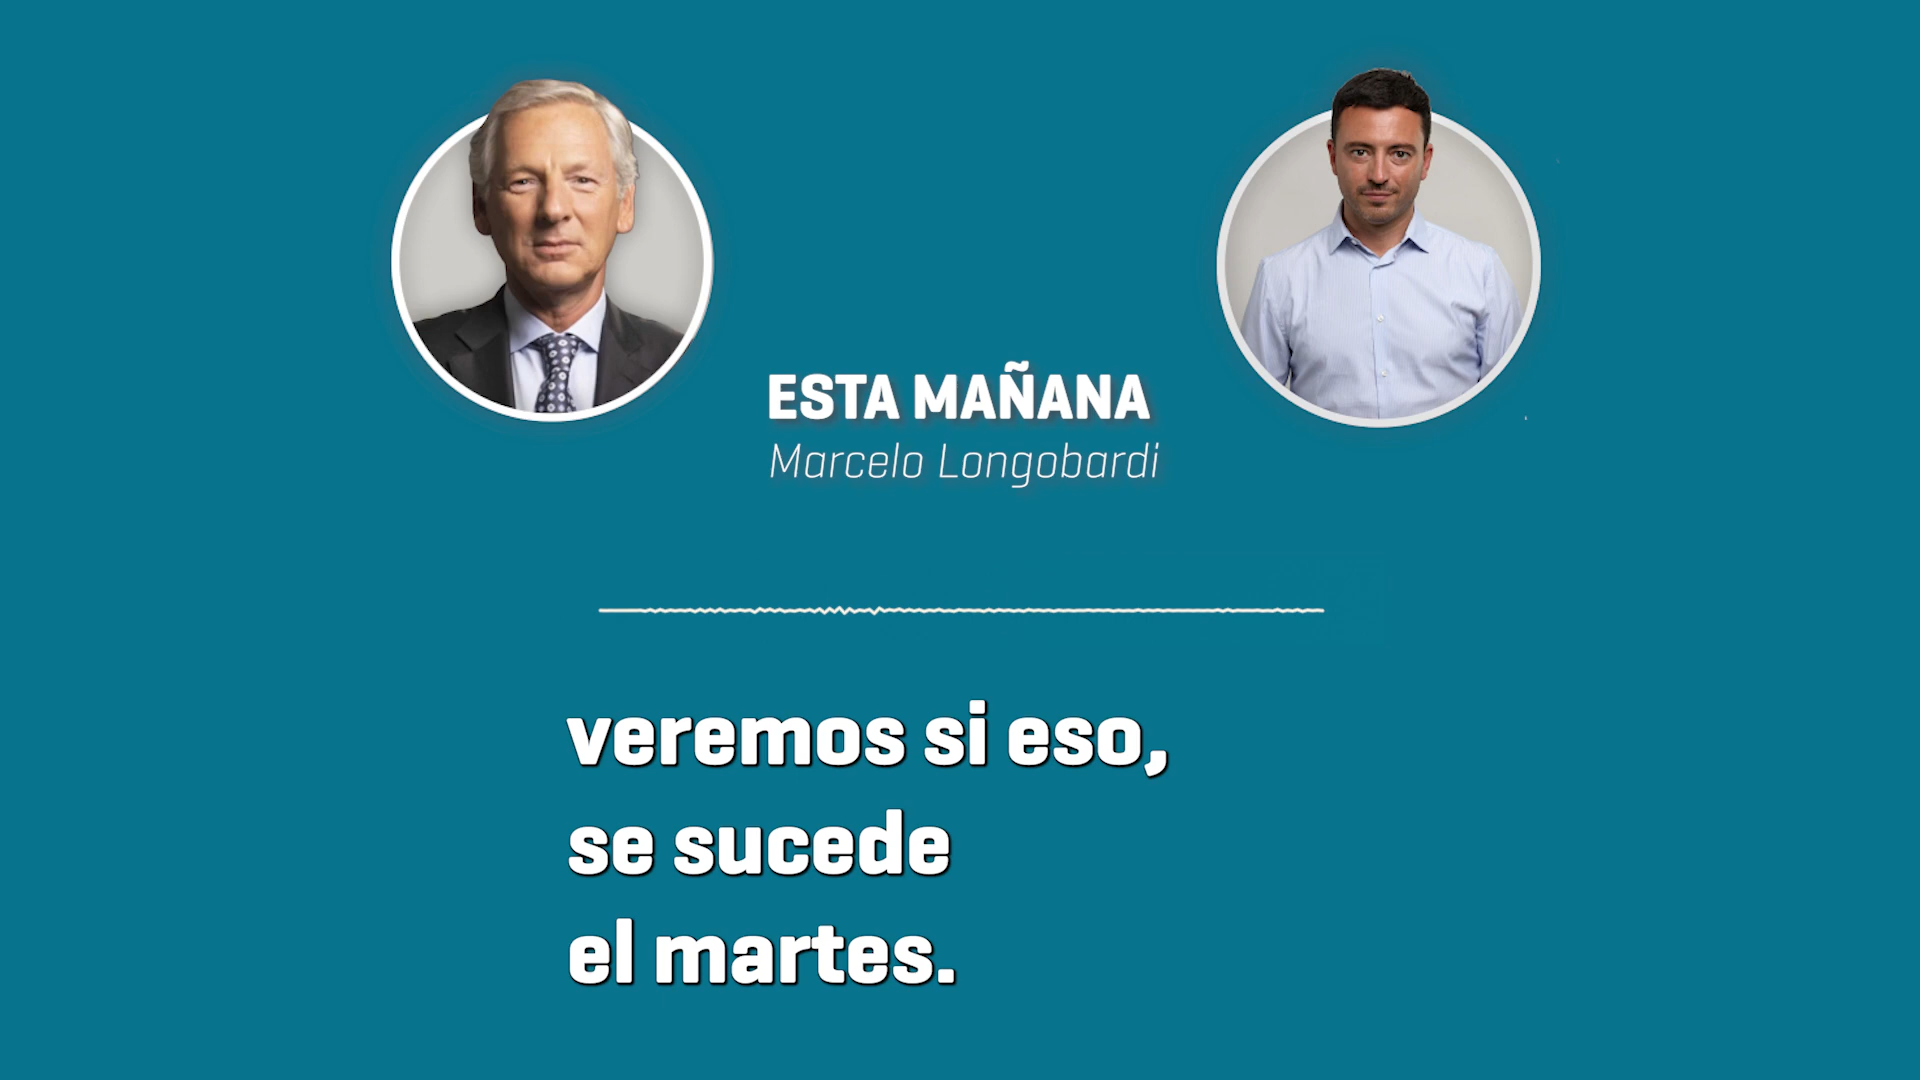 ESTA MAÑANA
Marcelo Longobardi
veremos si eso,
se sucede
el martes.